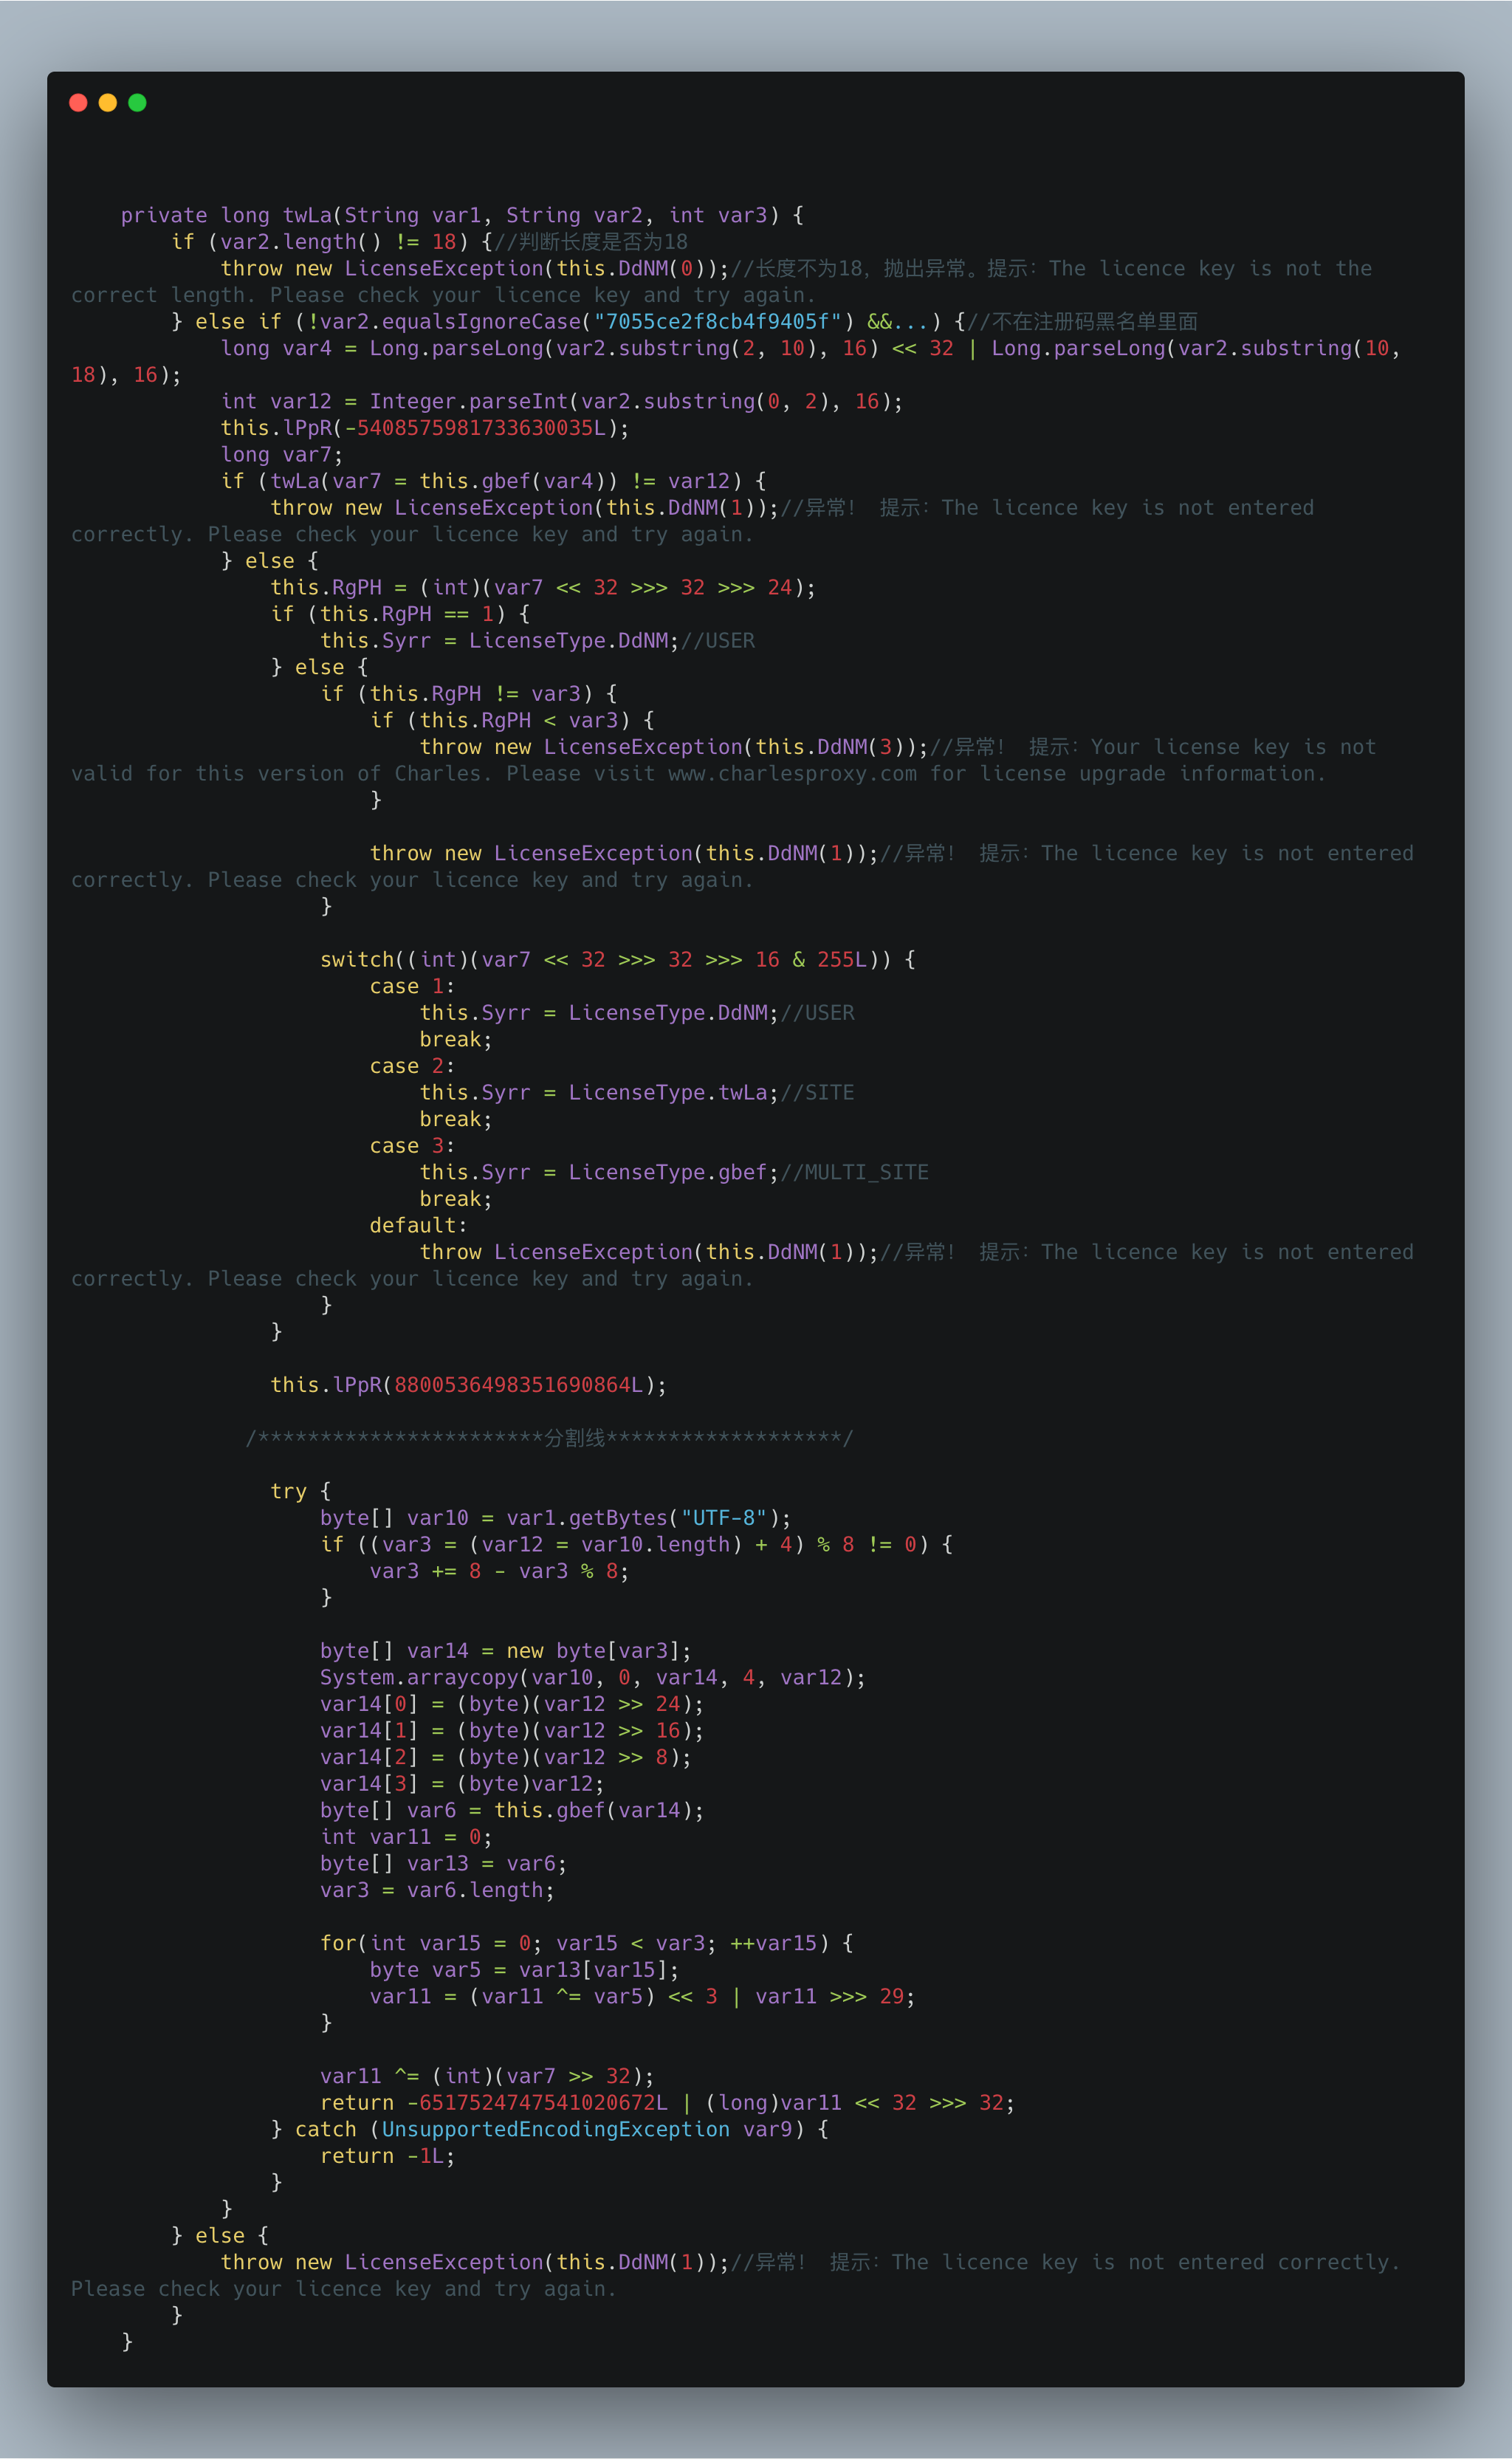 private long twLa(String var1, String var2, int var3) {
if (var2.length() != 18) {//判断长度是否为18
throw new LicenseException(this.DdNM(0));//长度不为18，抛出异常。提示：The licence key is not the
correct length. Please check your licence key and try again.
} else if (!var2.equalsIgnoreCase("7055ce2f8cb4f9405f") &&...) {//不在注册码黑名单里面
long var4 = Long.parseLong(var2.substring(2, 10), 16) << 32 | Long.parseLong(var2.substring(10,
18), 16);
int var12 = Integer.parseInt(var2.substring(0, 2), 16);
this.lPpR(-5408575981733630035L);
long var7;
if (twLa(var7 = this.gbef(var4)) != var12) {
throw new LicenseException(this.DdNM(1));//异常！ 提示：The licence key is not entered
correctly. Please check your licence key and try again.
} else {
this.RgPH = (int)(var7 << 32 >>> 32 >>> 24);
if (this.RgPH == 1) {
this.Syrr = LicenseType.DdNM;//USER
} else {
if (this.RgPH != var3) {
if (this.RgPH < var3) {
throw new LicenseException(this.DdNM(3));//异常！ 提示：Your license key is not
valid for this version of Charles. Please visit www.charlesproxy.com for license upgrade information.
}
throw new LicenseException(this.DdNM(1));//异常！ 提示：The licence key is not entered
correctly. Please check your licence key and try again.
}
switch((int)(var7 << 32 >>> 32 >>> 16 & 255L)) {
case 1:
this.Syrr = LicenseType.DdNM;//USER
break;
case 2:
this.Syrr = LicenseType.twLa;//SITE
break;
case 3:
this.Syrr = LicenseType.gbef;//MULTI_SITE
break;
default:
throw LicenseException(this.DdNM(1));//异常！ 提示：The licence key is not entered
correctly. Please check your licence key and try again.
}
}
this.lPpR(8800536498351690864L);
/***********************分割线*******************/
try {
byte[] var10 = var1.getBytes("UTF-8");
if ((var3 = (var12 = var10.length) + 4) % 8 != 0) {
var3 += 8 - var3 % 8;
}
byte[] var14 = new byte[var3];
System.arraycopy(var10, 0, var14, 4, var12);
var14[0] = (byte)(var12 >> 24);
var14[1] = (byte)(var12 >> 16);
var14[2] = (byte)(var12 >> 8);
var14[3] = (byte)var12;
byte[] var6 = this.gbef(var14);
int var11 = 0;
byte[] var13 = var6;
var3 = var6.length;
for(int var15 = 0; var15 < var3; ++var15) {
byte var5 = var13[var15];
var11 = (var11 ^= var5) << 3 | var11 >>> 29;
}
var11 ^= (int)(var7 >> 32);
return -6517524747541020672L | (long)var11 << 32 >>> 32;
} catch (UnsupportedEncodingException var9) {
return -1L;
}
}
} else {
throw new LicenseException(this.DdNM(1));//异常！ 提示：The licence key is not entered correctly.
Please check your licence key and try again.
}
}